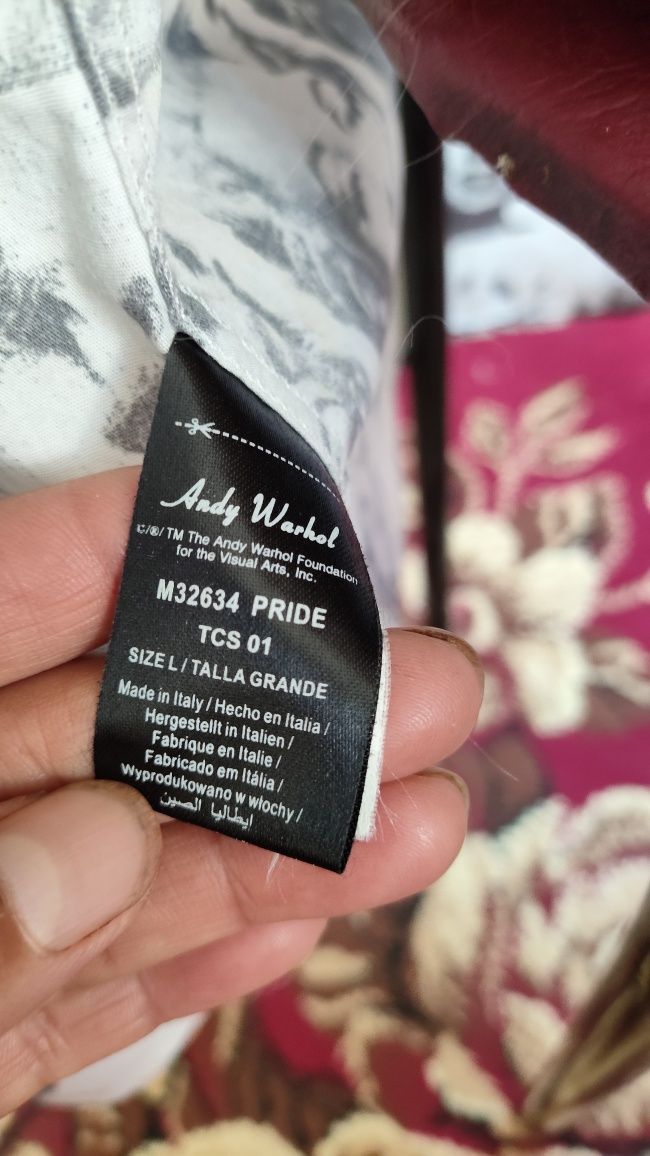 Andy Warhol
©/®/ TM The Andy Warhol Foundation
for the Visual Arts, Inc.
M32634 PRIDE
TCS 01
SIZE L / TALLA GRANDE
Made in Italy / Hecho en Italia /
Hergestellt in Italien /
Fabrique en Italie /
Fabricado em Itália /
Wyprodukowano w włochy /
إيطاليا الصين